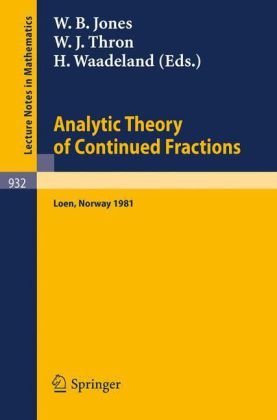 W. B. Jones
W. J. Thron
H. Waadeland (Eds.)
Lecture Notes in Mathematics
Analytic Theory
of Continued Fractions
932
Loen, Norway 1981
Springer